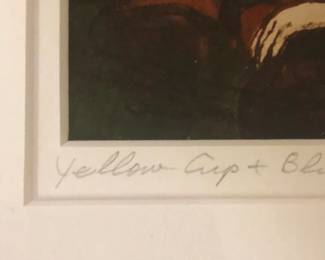 Yellow Cup + Bl